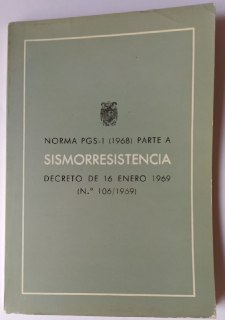 NORMA PGS-1 (1968) PARTE A
SISMORRESISTENCIA
DECRETO DE 16 ENERO 1969
(N.º 106/1969)